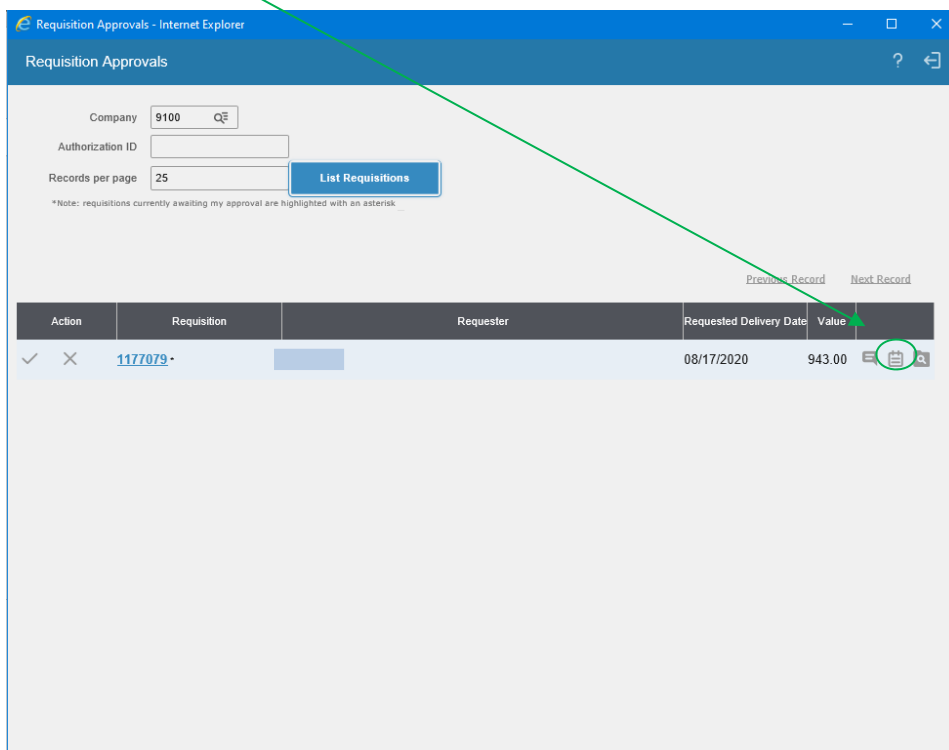 Requisition Approvals - Internet Explorer
Requisition Approvals
Company 9100
Authorization ID
Records per page 25 List Requisitions
*Note: requisitions currently awaiting my approval are highlighted with an asterisk
Previous Record Next Record
Action Requisition Requester Requested Delivery Date Value
1177079 08/17/2020 943.00